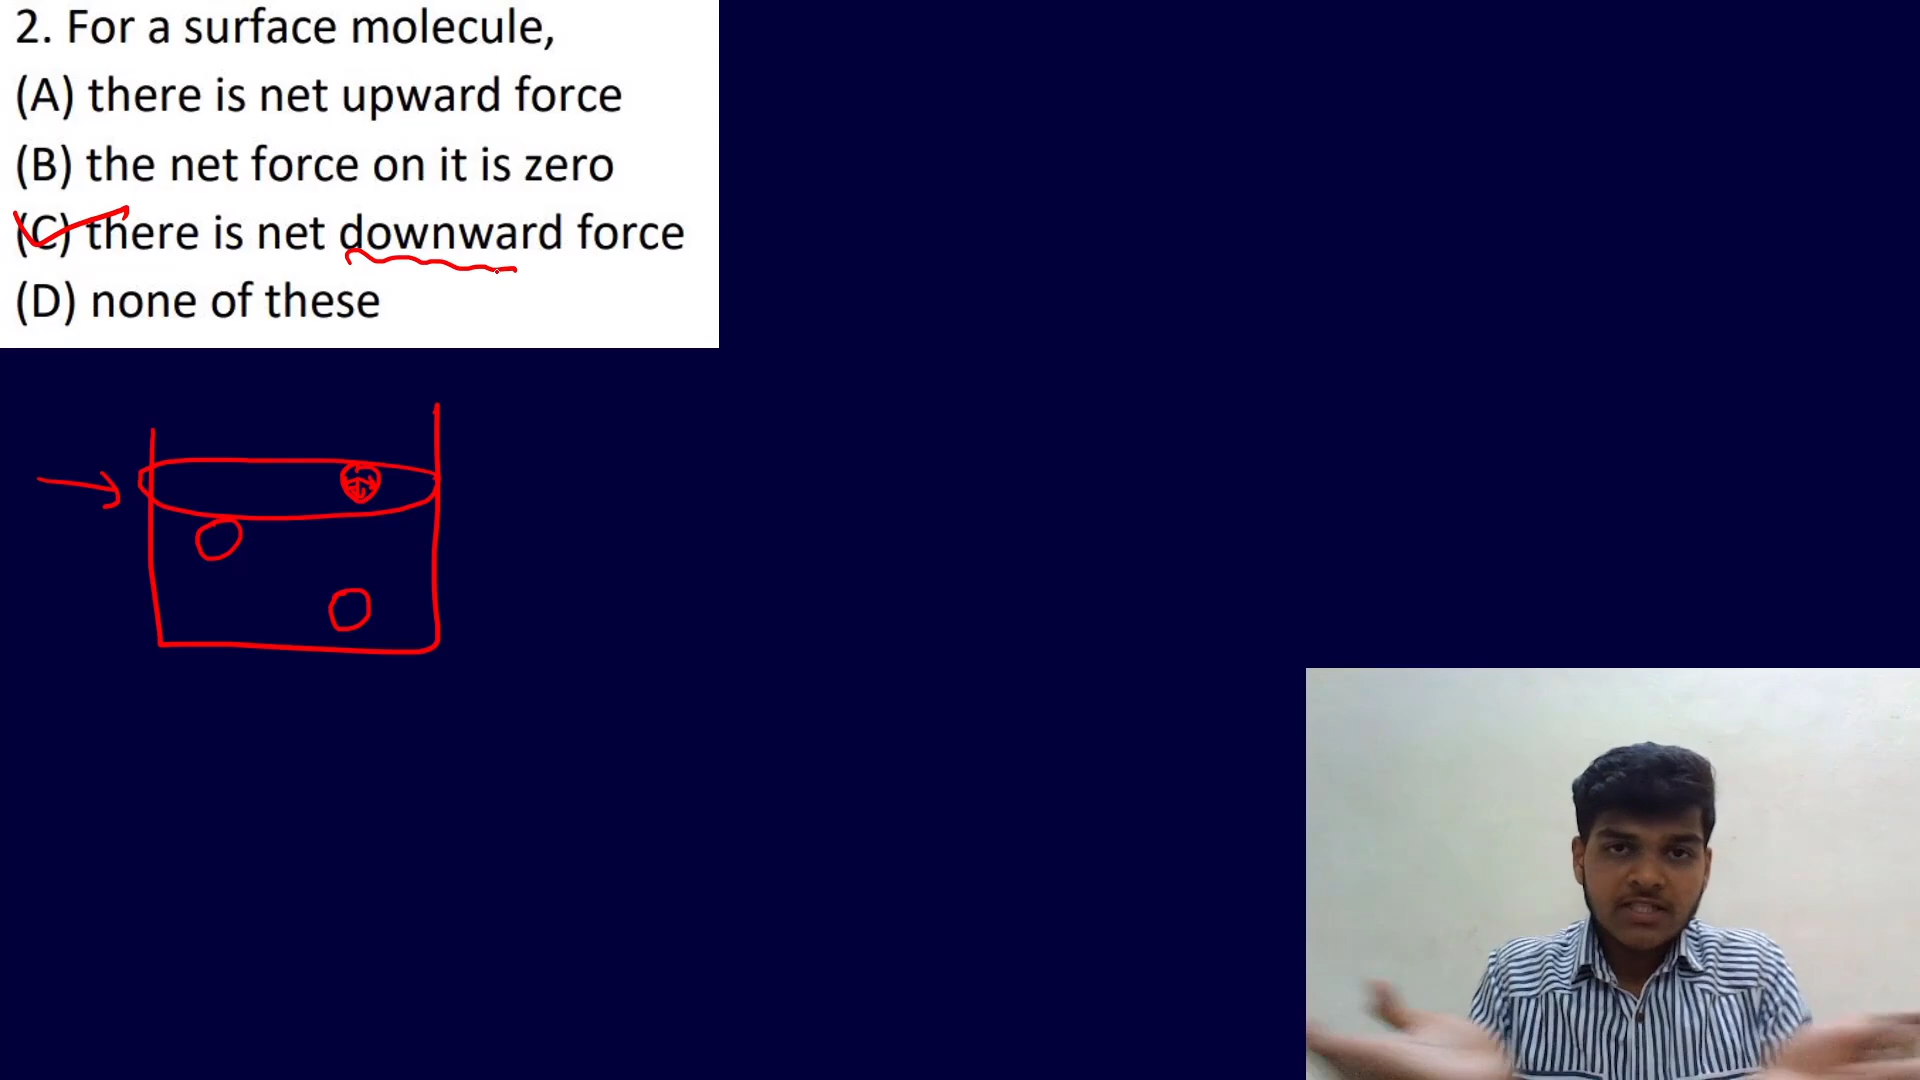 2. For a surface molecule,
(A) there is net upward force
(B) the net force on it is zero
(C) there is net downward force
(D) none of these